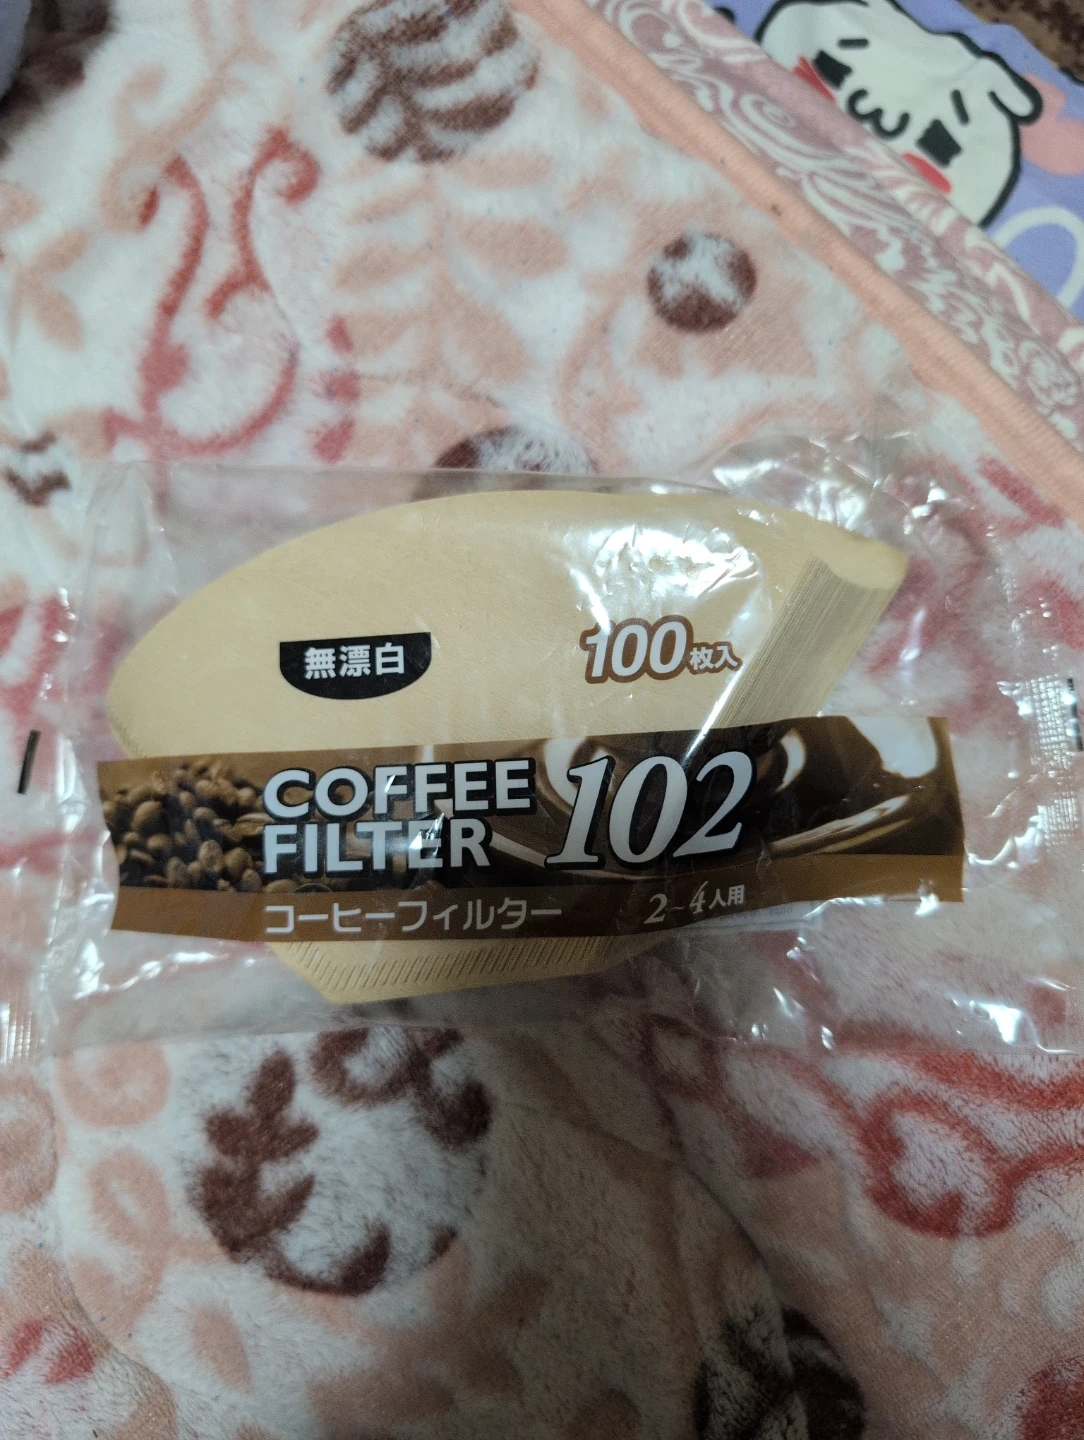 無漂白
100枚入
COFFEE
FILTER 102
コーヒーフィルター
2~4人用